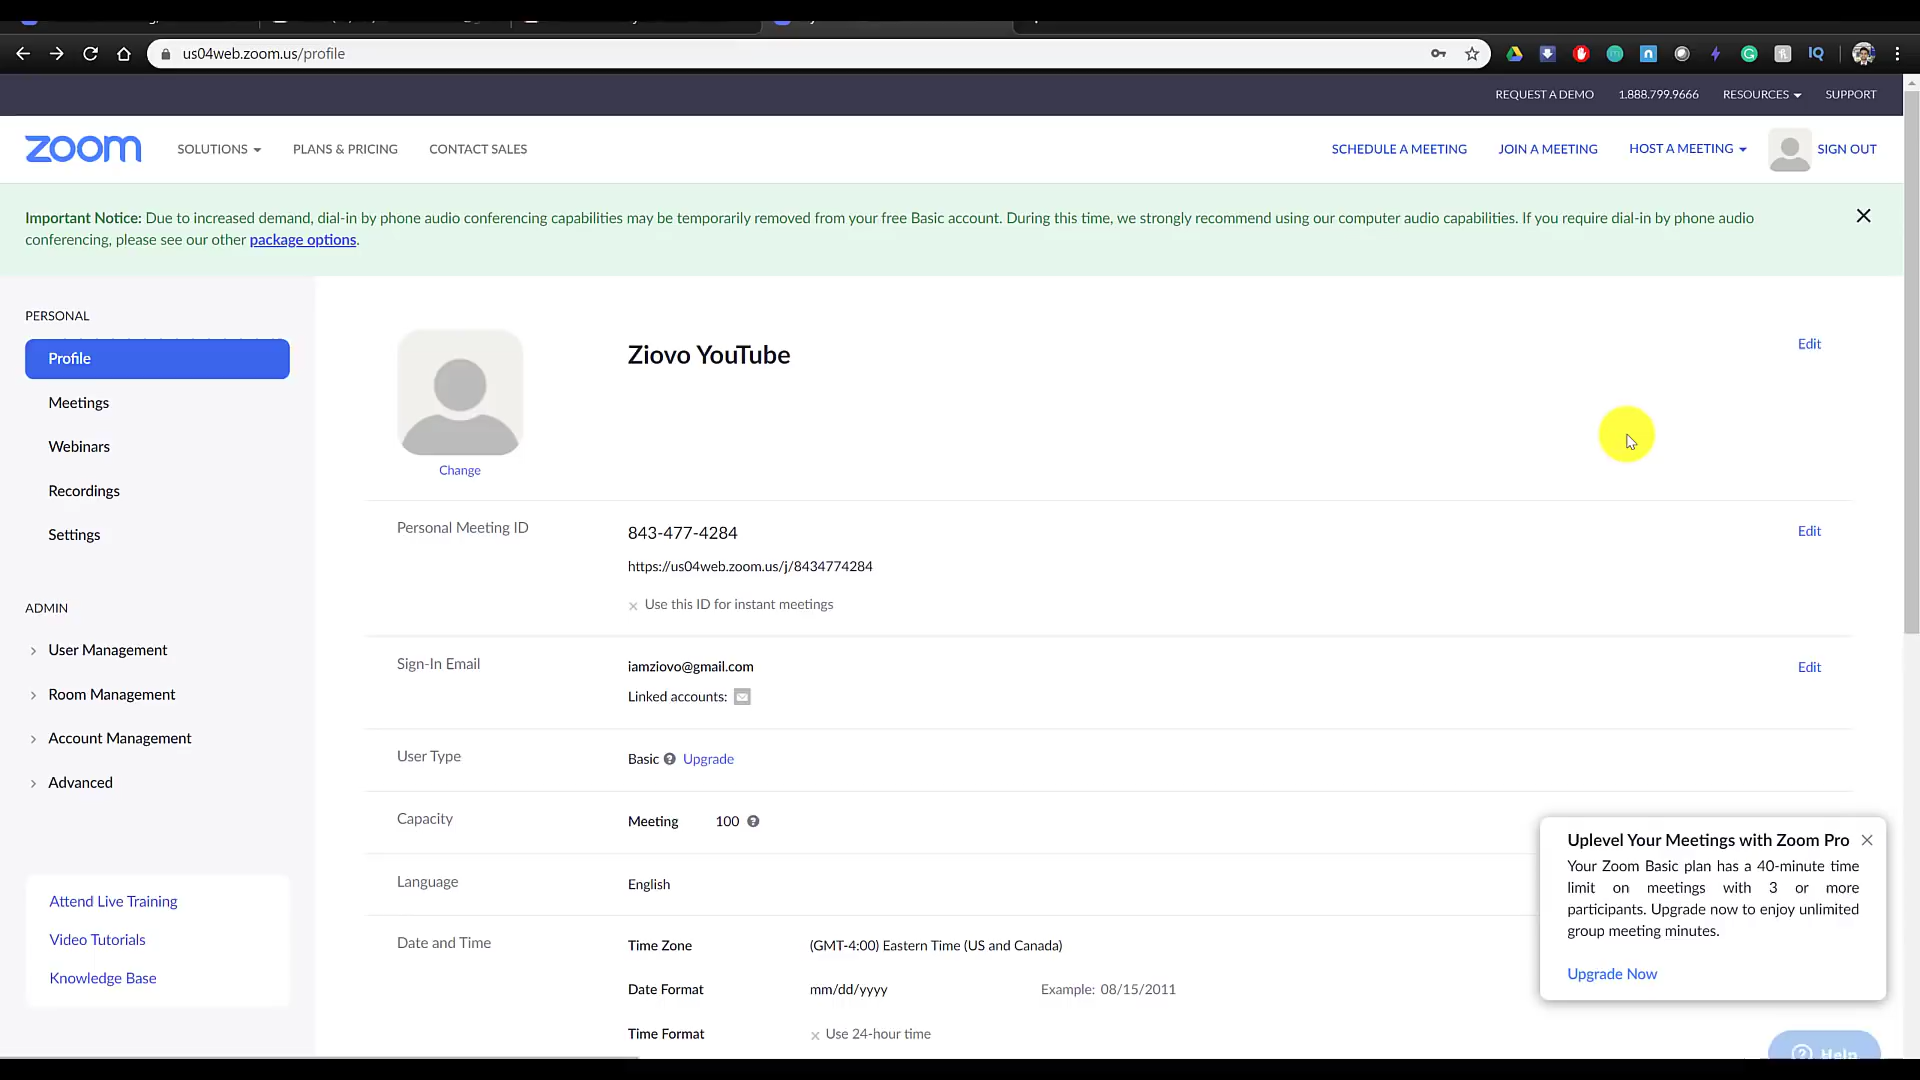 us04web.zoom.us/profile
REQUEST A DEMO 1.888.799.9666 RESOURCES SUPPORT
zoom SOLUTIONS PLANS & PRICING CONTACT SALES SCHEDULE A MEETING JOIN A MEETING HOST A MEETING SIGN OUT
Important Notice: Due to increased demand, dial-in by phone audio conferencing capabilities may be temporarily removed from your free Basic account. During this time, we strongly recommend using our computer audio capabilities. If you require dial-in by phone audio
conferencing, please see our other package options.
PERSONAL
Profile
Meetings
Webinars
Recordings
Settings
ADMIN
User Management
Room Management
Account Management
Advanced
Attend Live Training
Video Tutorials
Knowledge Base
Ziovo YouTube Edit
Change
Personal Meeting ID 843-477-4284 Edit
https://us04web.zoom.us/j/8434774284
Use this ID for instant meetings
Sign-In Email iamziovo@gmail.com Edit
Linked accounts:
User Type Basic Upgrade
Capacity Meeting 100
Language English
Date and Time Time Zone (GMT-4:00) Eastern Time (US and Canada)
Date Format mm/dd/yyyy Example: 08/15/2011
Time Format Use 24-hour time
Uplevel Your Meetings with Zoom Pro
Your Zoom Basic plan has a 40-minute time
limit on meetings with 3 or more
participants. Upgrade now to enjoy unlimited
group meeting minutes.
Upgrade Now
Help